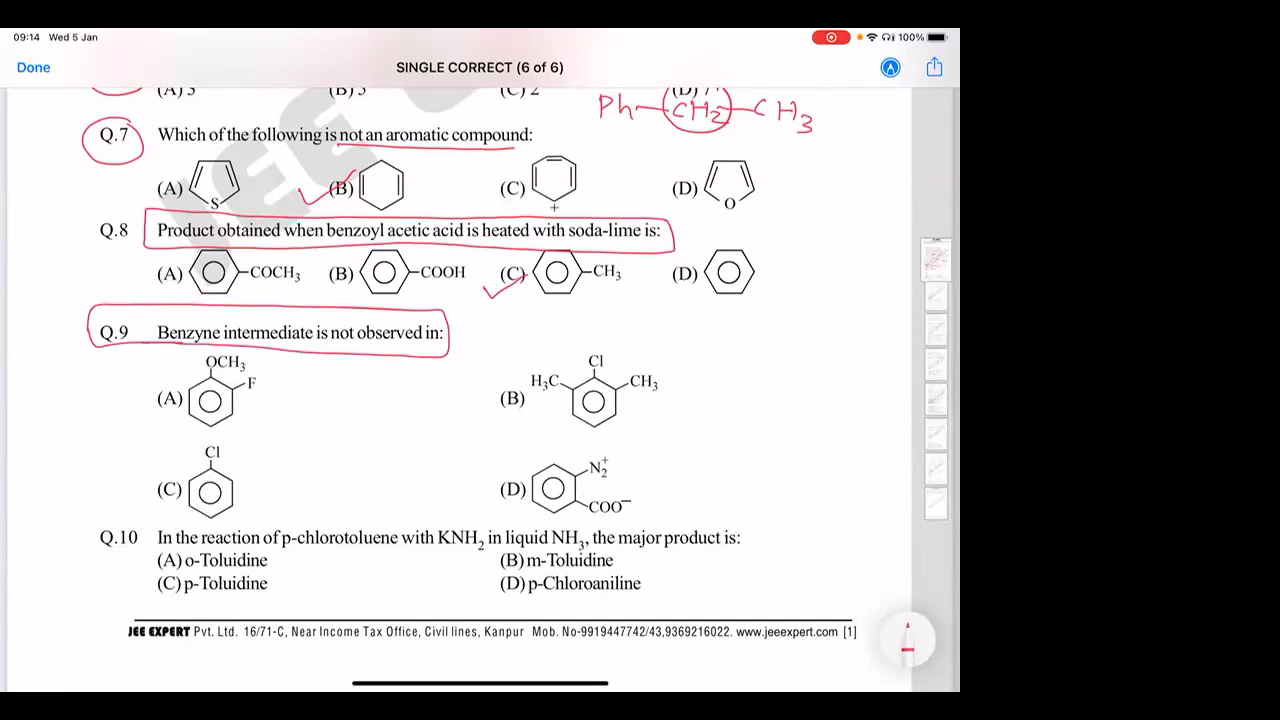 09:14 Wed 5 Jan 100%
Done SINGLE CORRECT (6 of 6)
(A) 3 (B) 5 (C) 2 (D)
Ph-CH2-CH3
Q.7 Which of the following is not an aromatic compound:
(A) S (B) (C) + (D) O
Q.8 Product obtained when benzoyl acetic acid is heated with soda-lime is:
(A) COCH3 (B) COOH (C) CH3 (D)
Q.9 Benzyne intermediate is not observed in:
(A) OCH3 F (B) H3C Cl CH3
(C) Cl (D) N2+ COO−
Q.10 In the reaction of p-chlorotoluene with KNH2 in liquid NH3, the major product is:
(A) o-Toluidine (B) m-Toluidine
(C) p-Toluidine (D) p-Chloroaniline
JEE EXPERT Pvt. Ltd. 16/71-C, Near Income Tax Office, Civil lines, Kanpur Mob. No-9919447742/43,9369216022. www.jeeexpert.com [1]